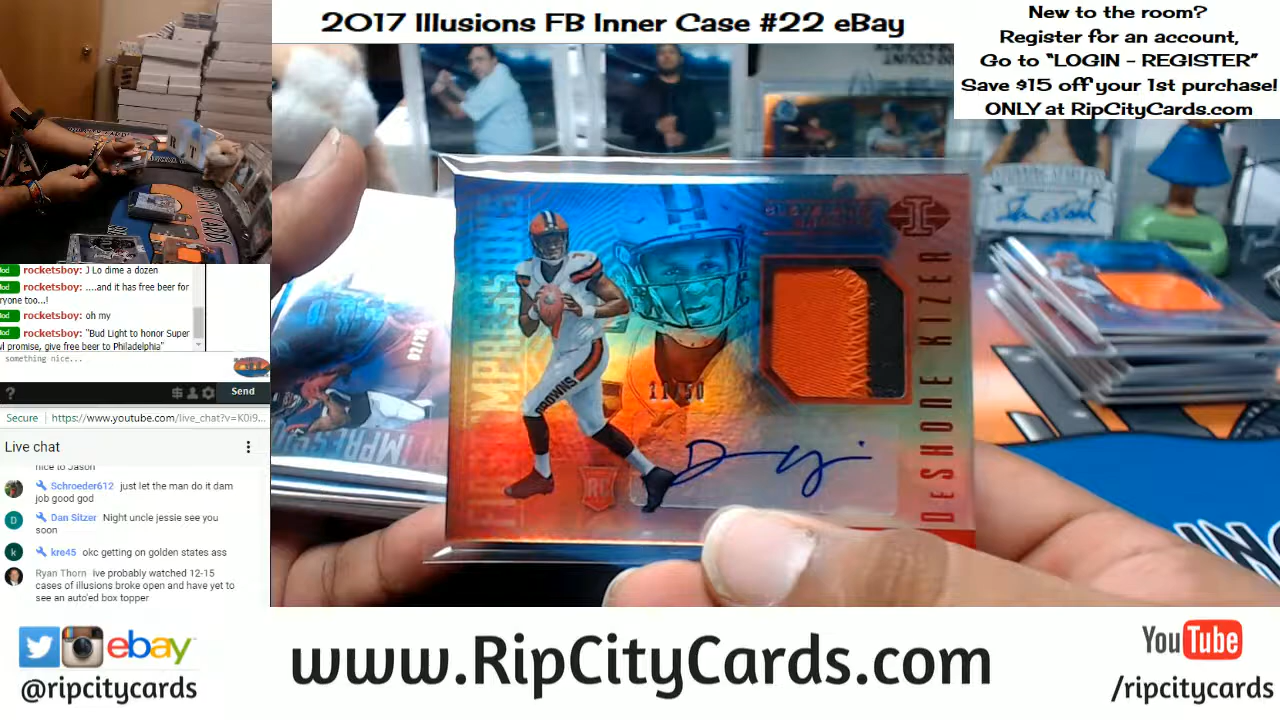 2017 Illusions FB Inner Case #22 eBay
New to the room?
Register for an account,
Go to "LOGIN - REGISTER"
Save $15 off your 1st purchase!
ONLY at RipCityCards.com
rocketsboy: J Lo dime a dozen
rocketsboy: ....and it has free beer for
ryone too...!
rocketsboy: oh my
rocketsboy: "Bud Light to honor Super
promise, give free beer to Philadelphia"
something nice...
?
Send
Secure
https://www.youtube.com/live_chat?v=K0i9...
Live chat
nice to Jason
Schroeder612 just let the man do it dam
job good god
Dan Sitzer Night uncle jessie see you
soon
kre45 okc getting on golden states ass
Ryan Thorn ive probably watched 12-15
cases of illusions broke open and have yet to
see an auto'ed box topper
IMPRESSIONS
11/50
BROWNS
RC
DESHONE KIZER
ebay
@ripcitycards
www.RipCityCards.com
YouTube
/ripcitycards